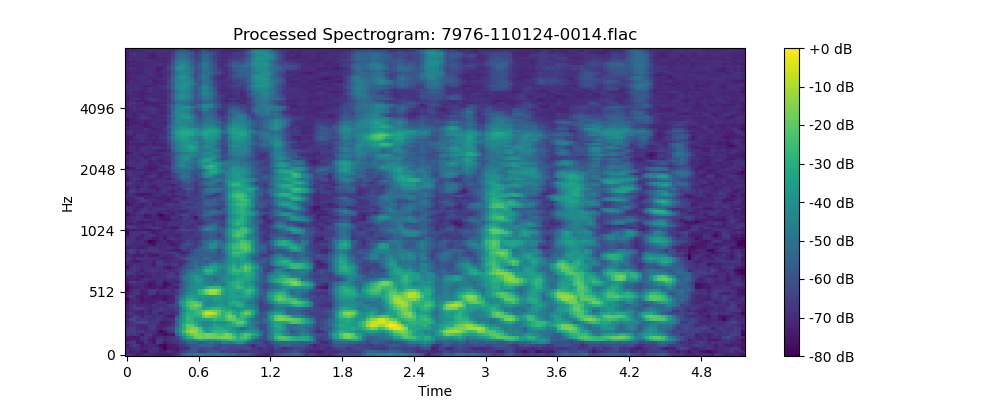 Processed Spectrogram: 7976-110124-0014.flac
+0 dB
4096
-10 dB
-20 dB
2048
-30 dB
Hz
-40 dB
1024
-50 dB
512
-60 dB
-70 dB
0
-80 dB
0 0.6 1.2 1.8 2.4 3 3.6 4.2 4.8
Time